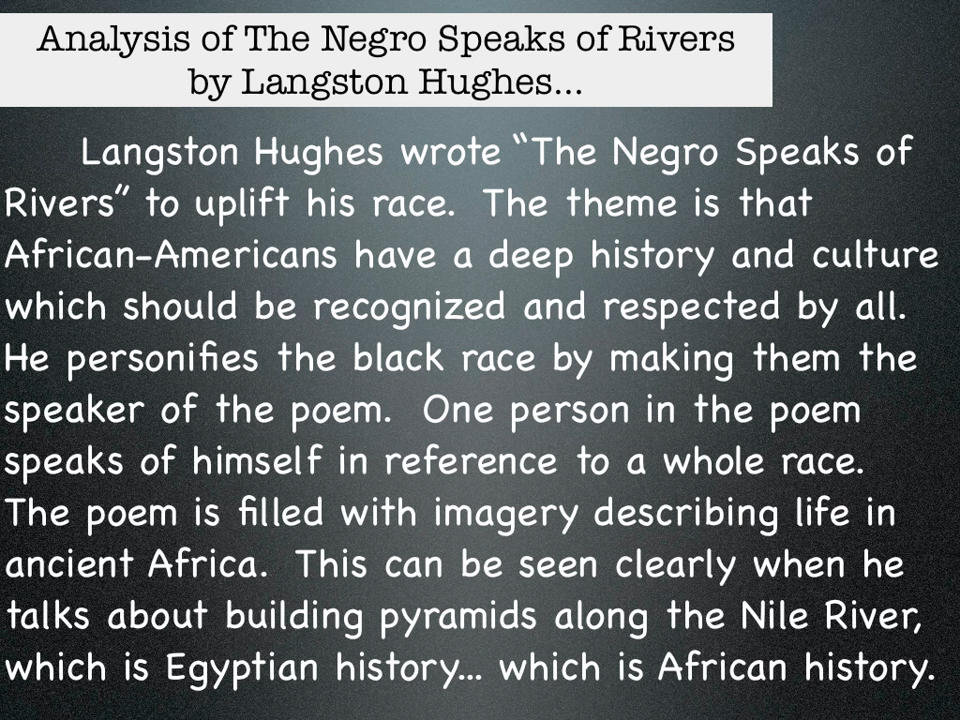 Analysis of The Negro Speaks of Rivers
by Langston Hughes...
Langston Hughes wrote “The Negro Speaks of
Rivers” to uplift his race. The theme is that
African-Americans have a deep history and culture
which should be recognized and respected by all.
He personifies the black race by making them the
speaker of the poem. One person in the poem
speaks of himself in reference to a whole race.
The poem is filled with imagery describing life in
ancient Africa. This can be seen clearly when he
talks about building pyramids along the Nile River,
which is Egyptian history... which is African history.